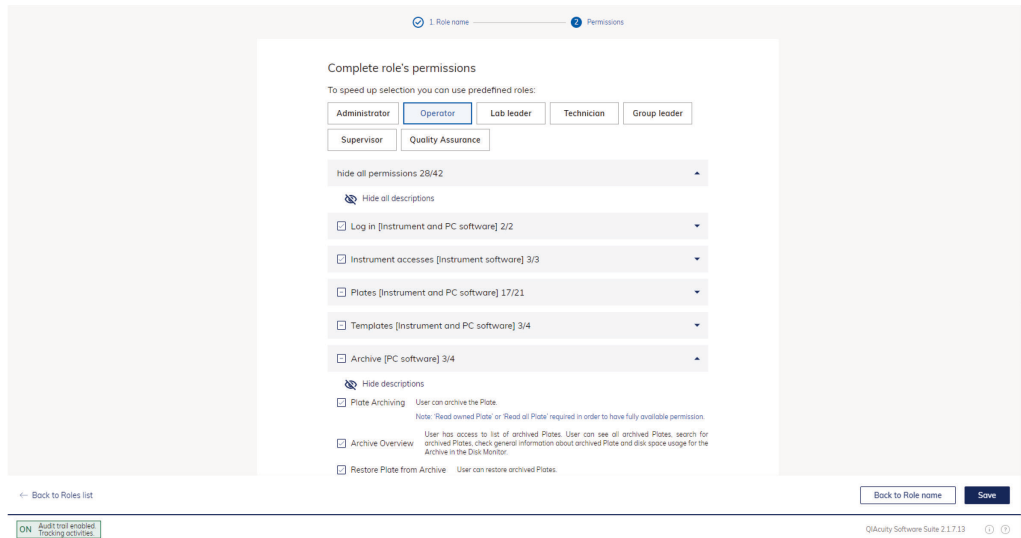 1. Role name
2 Permissions
Complete role's permissions
To speed up selection you can use predefined roles:
Administrator Operator Lab leader Technician Group leader
Supervisor Quality Assurance
hide all permissions 28/42
Hide all descriptions
Log in [Instrument and PC software] 2/2
Instrument accesses [Instrument software] 3/3
Plates [Instrument and PC software] 17/21
Templates [Instrument and PC software] 3/4
Archive [PC software] 3/4
Hide descriptions
Plate Archiving User can archive the Plate.
Note: 'Read owned Plate' or 'Read all Plate' required in order to have fully available permission.
User has access to list of archived Plates. User can see all archived Plates, search for
Archive Overview archived Plates, check general information about archived Plate and disk space usage for the
Archive in the Disk Monitor.
Restore Plate from Archive User can restore archived Plates.
← Back to Roles list Back to Role name Save
ON Audit trail enabled.
Tracking activities.
QIAcuity Software Suite 2.1.7.13